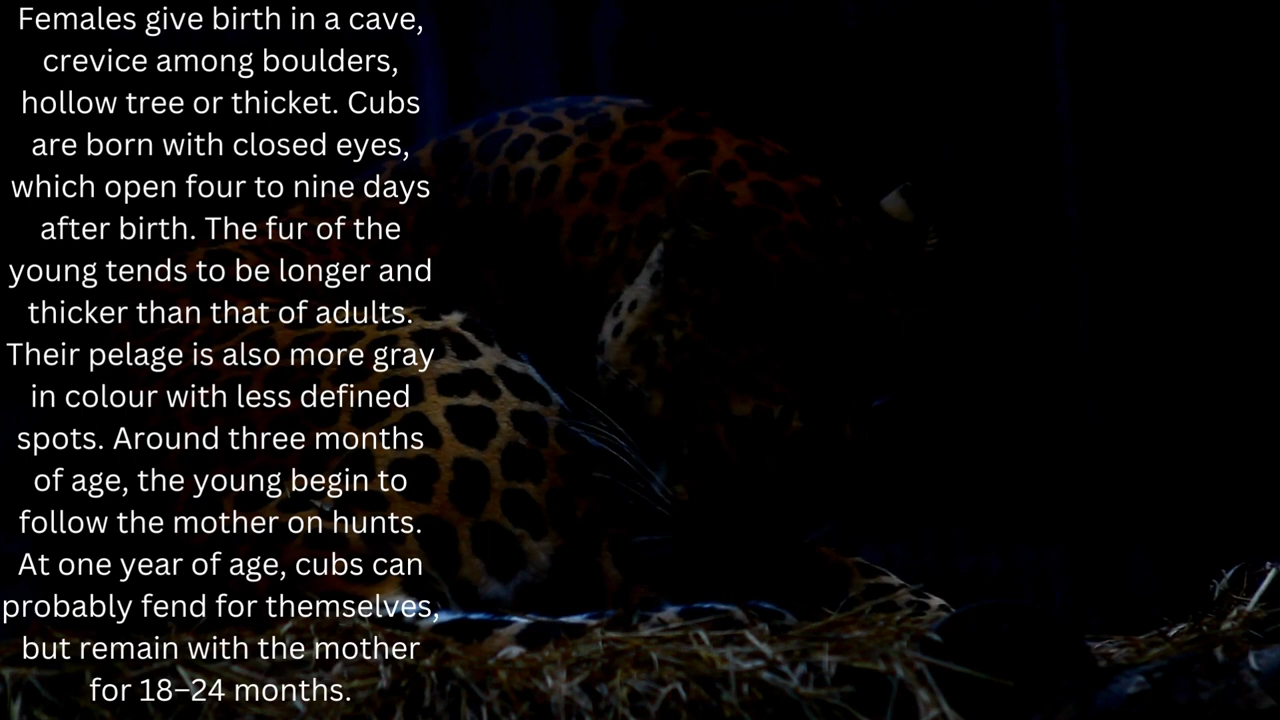 Females give birth in a cave,
crevice among boulders,
hollow tree or thicket. Cubs
are born with closed eyes,
which open four to nine days
after birth. The fur of the
young tends to be longer and
thicker than that of adults.
Their pelage is also more gray
in colour with less defined
spots. Around three months
of age, the young begin to
follow the mother on hunts.
At one year of age, cubs can
probably fend for themselves,
but remain with the mother
for 18–24 months.